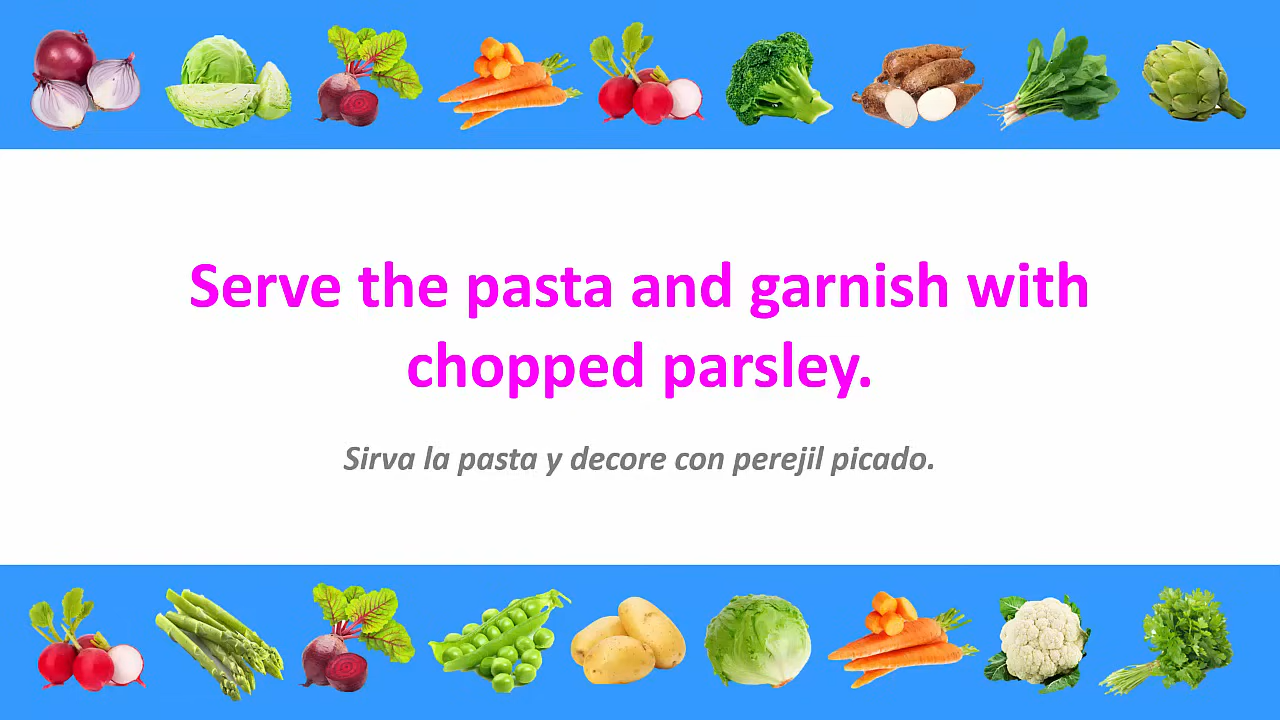 Serve the pasta and garnish with
chopped parsley.
Sirva la pasta y decore con perejil picado.